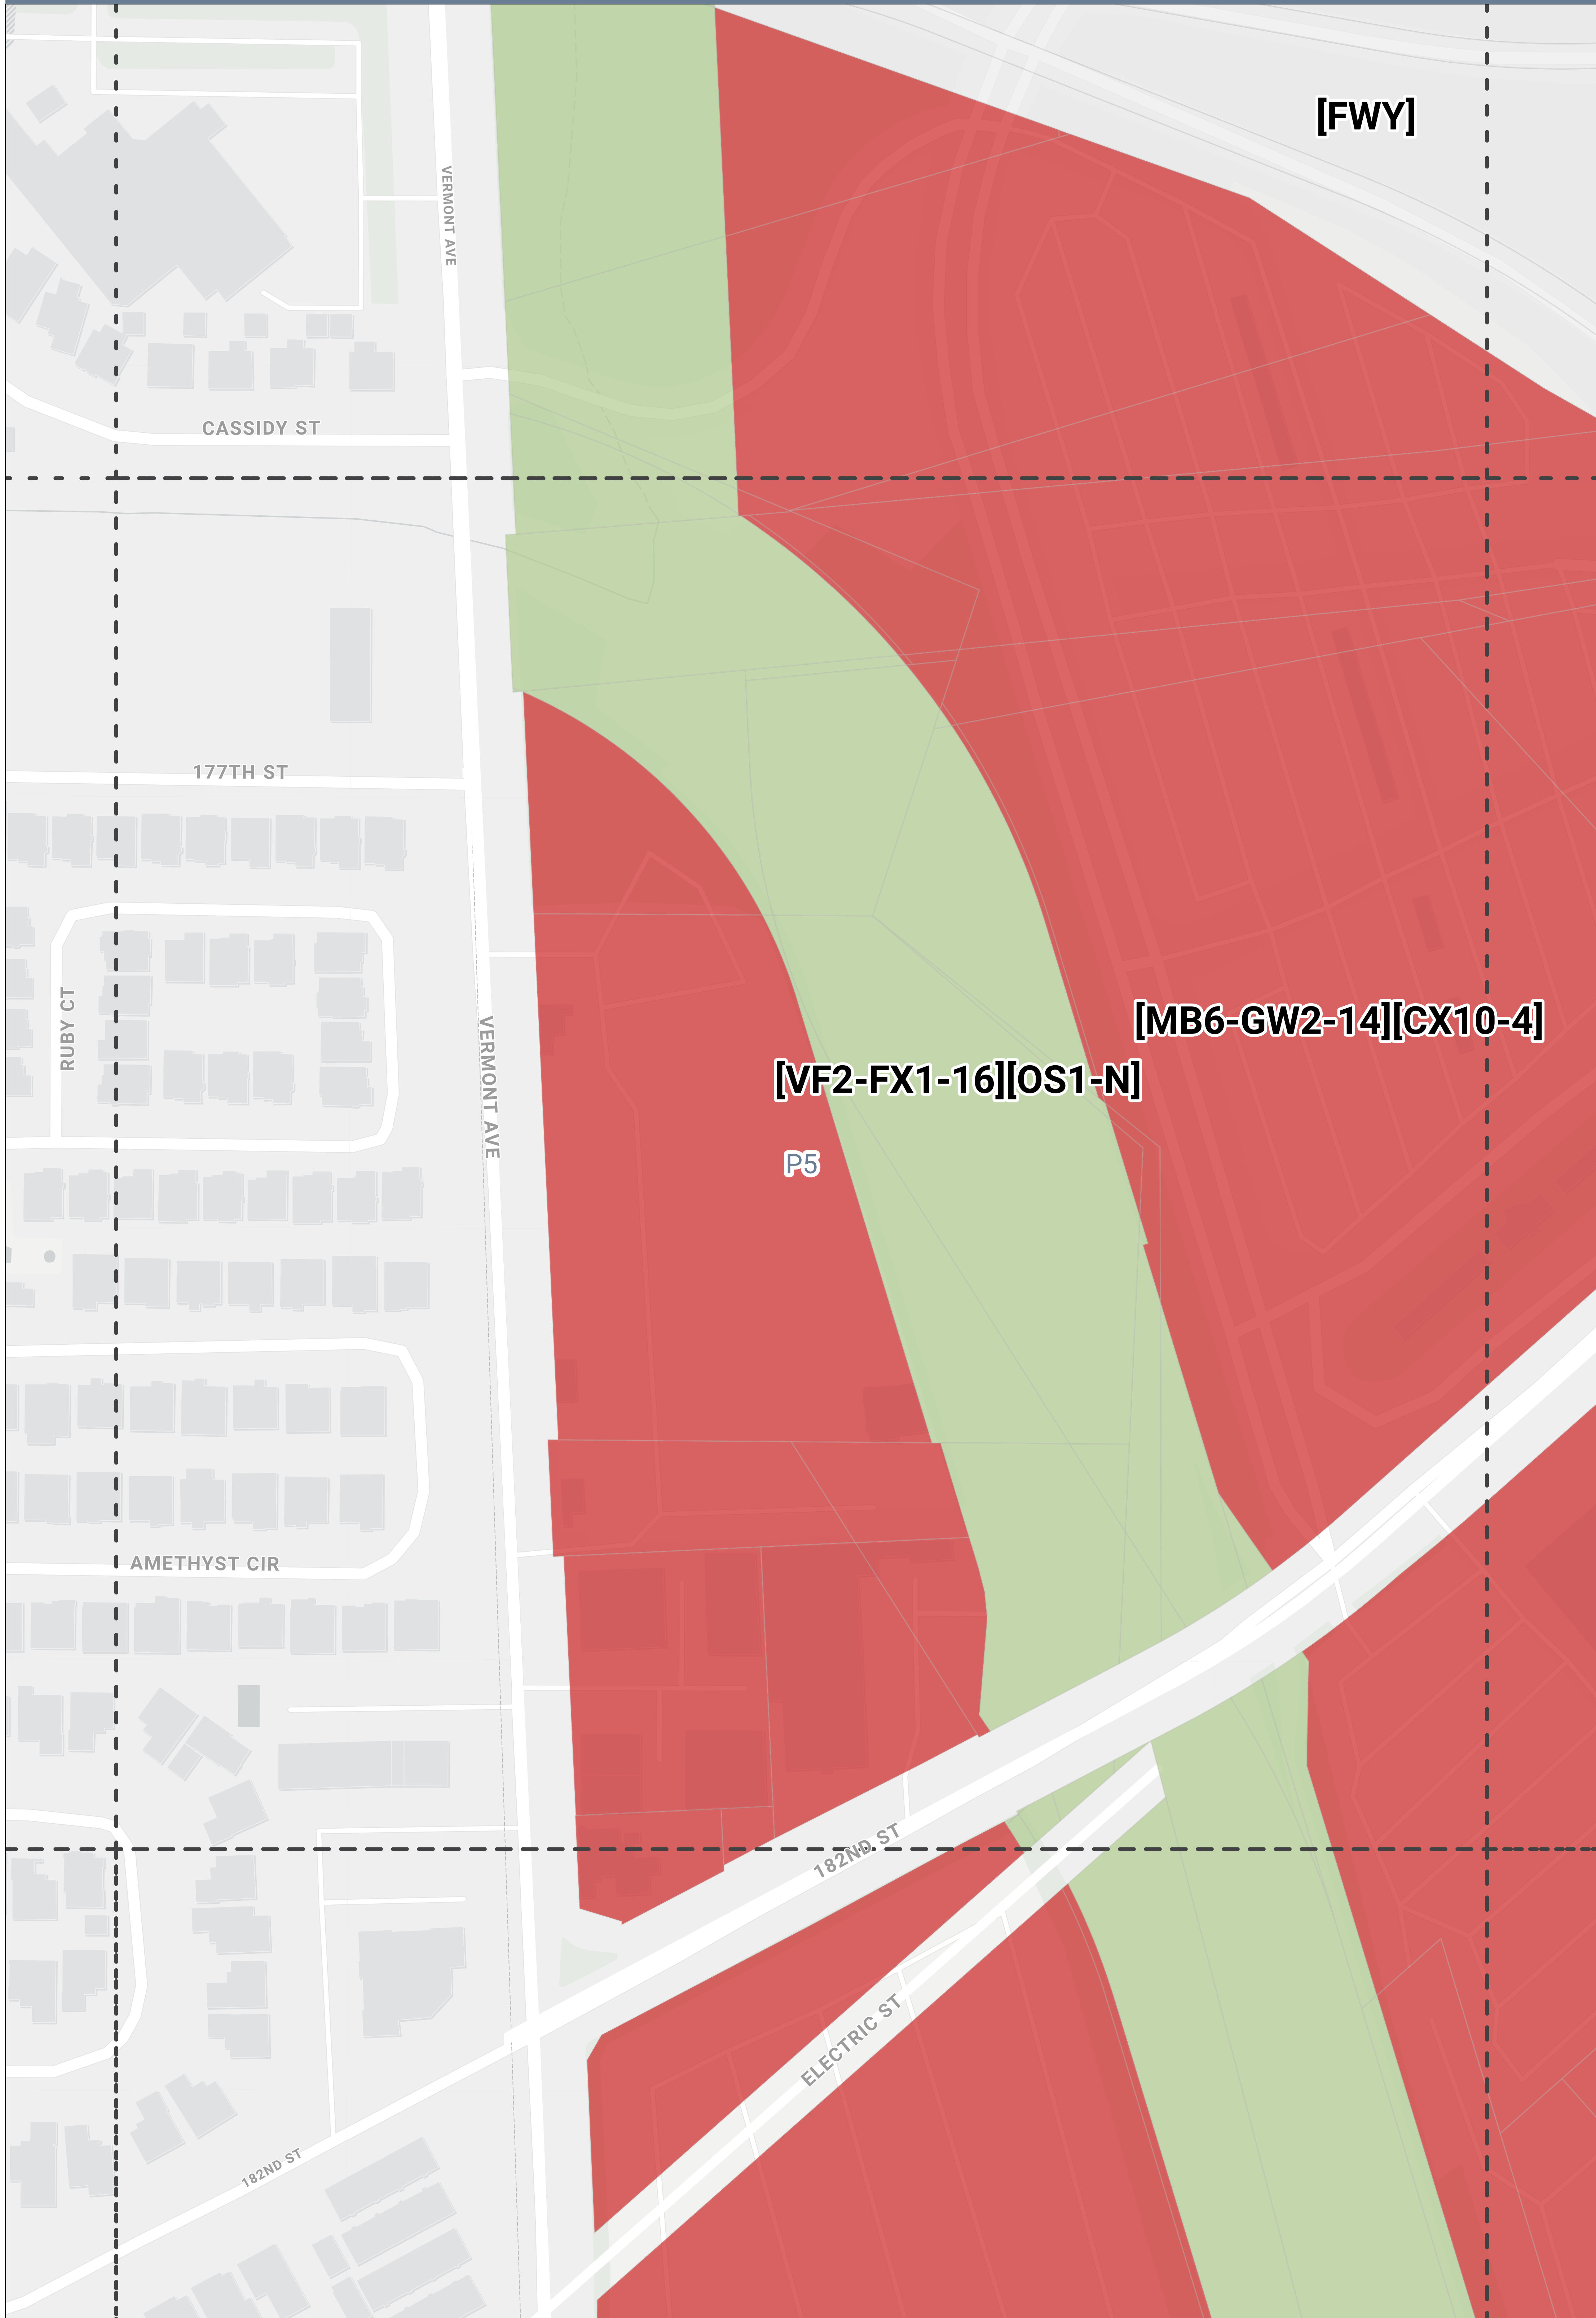 [FWY]
VERMONT AVE
CASSIDY ST
177TH ST
RUBY CT
VERMONT AVE
[MB6-GW2-14][CX10-4]
[VF2-FX1-16][OS1-N]
P5
AMETHYST CIR
182ND ST
ELECTRIC ST
182ND ST